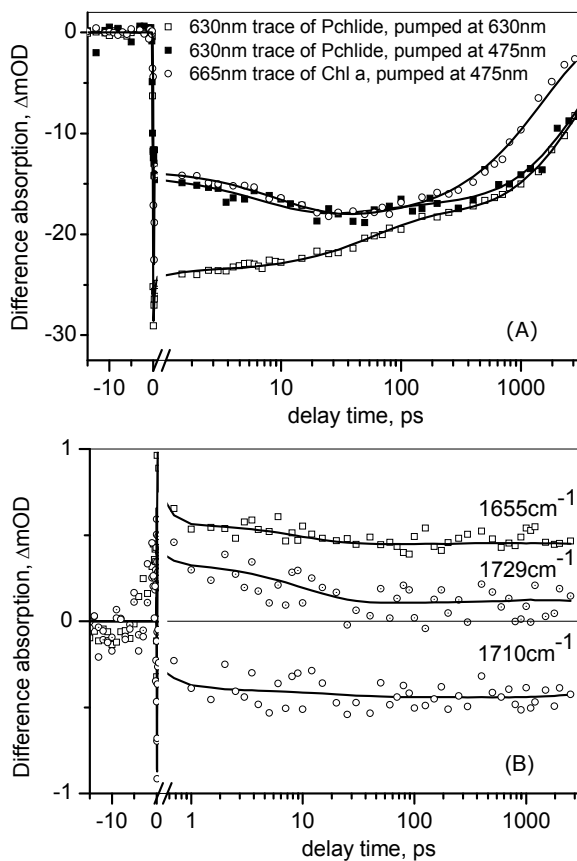 630nm trace of Pchlide, pumped at 630nm
630nm trace of Pchlide, pumped at 475nm
665nm trace of Chl a, pumped at 475nm
Difference absorption, ΔmOD
0
-10
-20
-30
(A)
-10
0
10
100
1000
delay time, ps
Difference absorption, ΔmOD
1
0
-1
1655cm⁻¹
1729cm⁻¹
1710cm⁻¹
(B)
-10
0
1
10
100
1000
delay time, ps